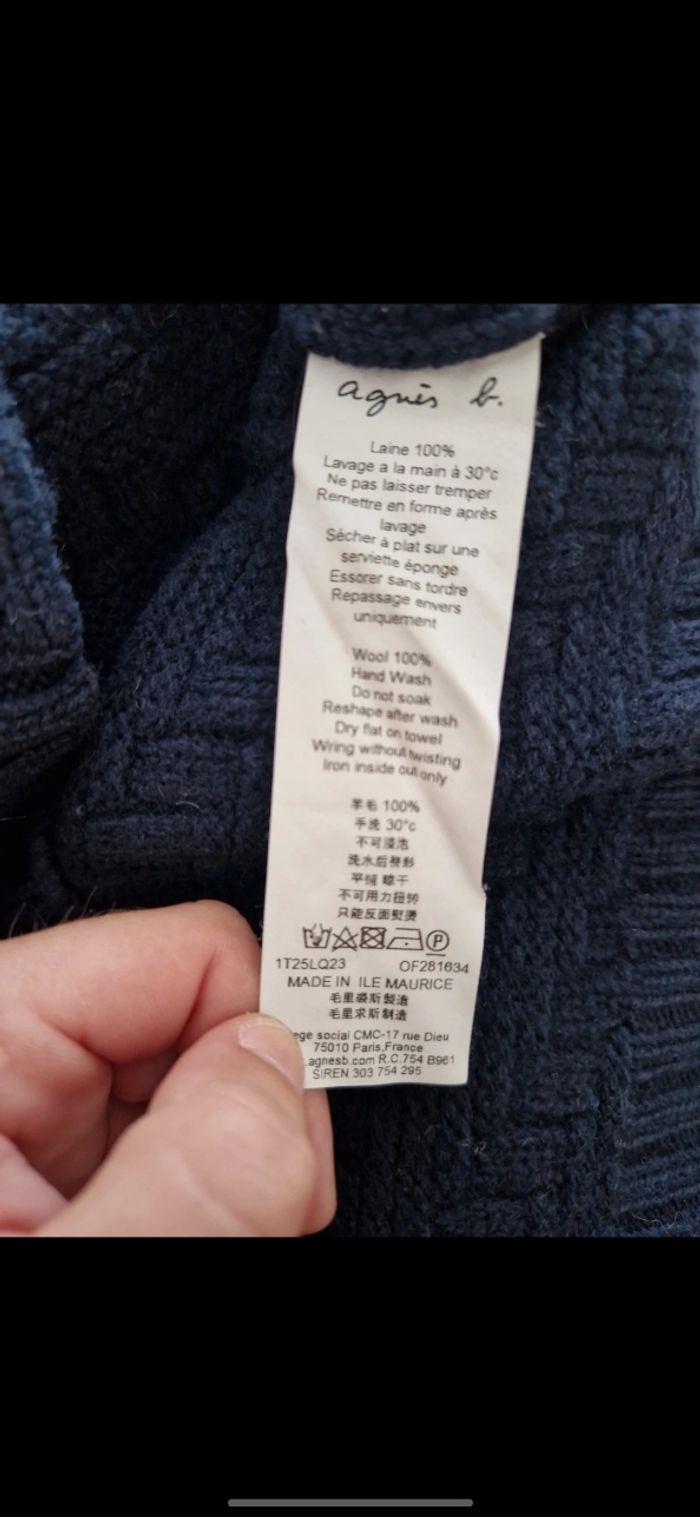 agnès b.
Laine 100%
Lavage a la main à 30°c
Ne pas laisser tremper
Remettre en forme après
lavage
Sécher à plat sur une
serviette éponge
Essorer sans tordre
Repassage envers
uniquement
Wool 100%
Hand Wash
Do not soak
Reshape after wash
Dry flat on towel
Wring without twisting
Iron inside out only
羊毛 100%
手洗 30°c
不可浸泡
洗水后整形
平铺 晾干
不可用力扭转
只能反面熨烫
P
1T25LQ23 OF281634
MADE IN ILE MAURICE
毛里裘斯製造
毛里求斯制造
ege social CMC-17 rue Dieu
75010 Paris,France
.agnesb.com R.C.754 B961
SIREN 303 754 295